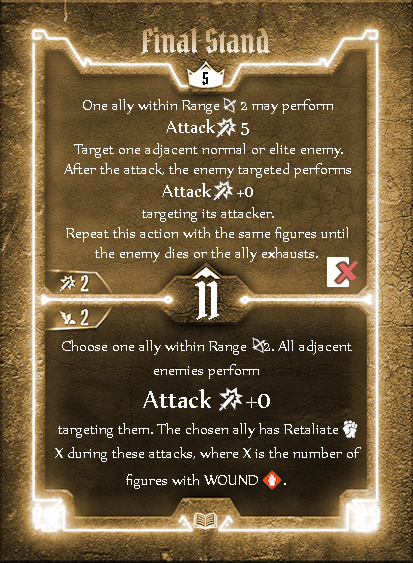 Final Stand
5
One ally within Range 2 may perform
Attack 5
Target one adjacent normal or elite enemy.
After the attack, the enemy targeted performs
Attack +0
targeting its attacker.
Repeat this action with the same figures until
the enemy dies or the ally exhausts.
2
11
2
Choose one ally within Range 2. All adjacent
enemies perform
Attack +0
targeting them. The chosen ally has Retaliate
X during these attacks, where X is the number of
figures with WOUND .